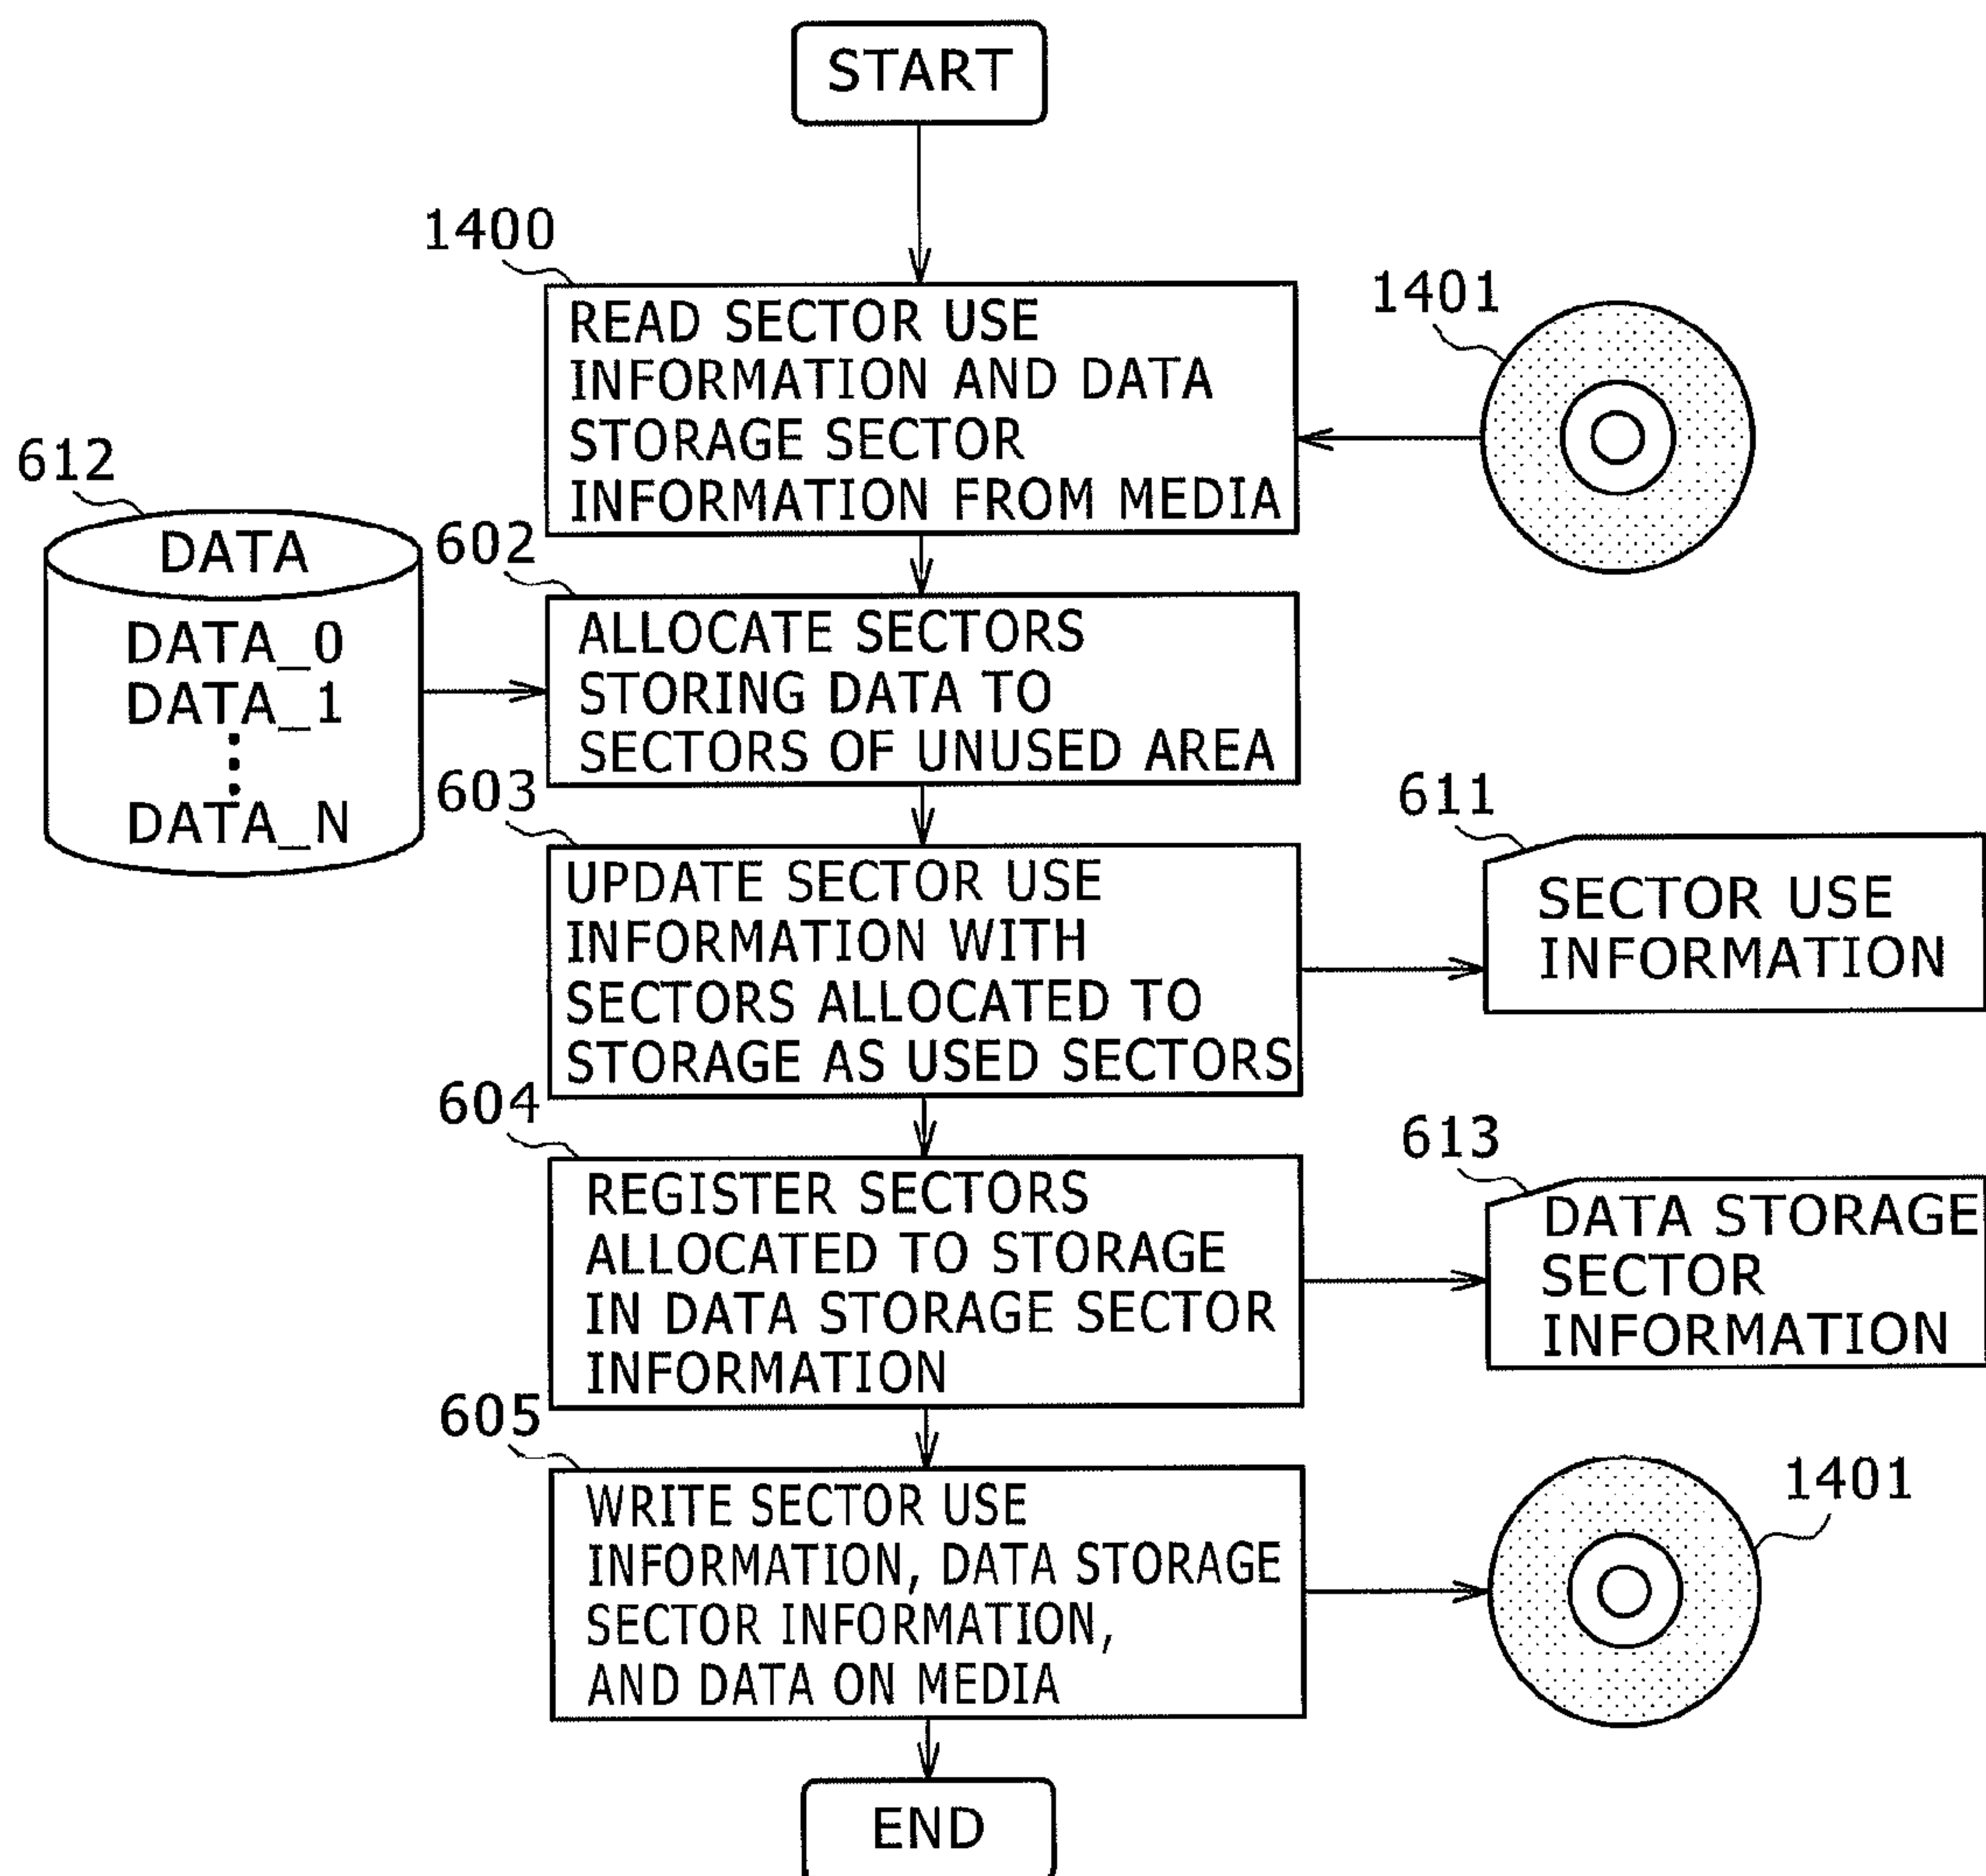 START
1400
READ SECTOR USE
INFORMATION AND DATA
STORAGE SECTOR
INFORMATION FROM MEDIA
1401
612
DATA
DATA_0
DATA_1
DATA_N
602
ALLOCATE SECTORS
STORING DATA TO
SECTORS OF UNUSED AREA
603
UPDATE SECTOR USE
INFORMATION WITH
SECTORS ALLOCATED TO
STORAGE AS USED SECTORS
611
SECTOR USE
INFORMATION
604
REGISTER SECTORS
ALLOCATED TO STORAGE
IN DATA STORAGE SECTOR
INFORMATION
613
DATA STORAGE
SECTOR
INFORMATION
605
WRITE SECTOR USE
INFORMATION, DATA STORAGE
SECTOR INFORMATION,
AND DATA ON MEDIA
1401
END